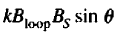 kB_loop B_S sin θ